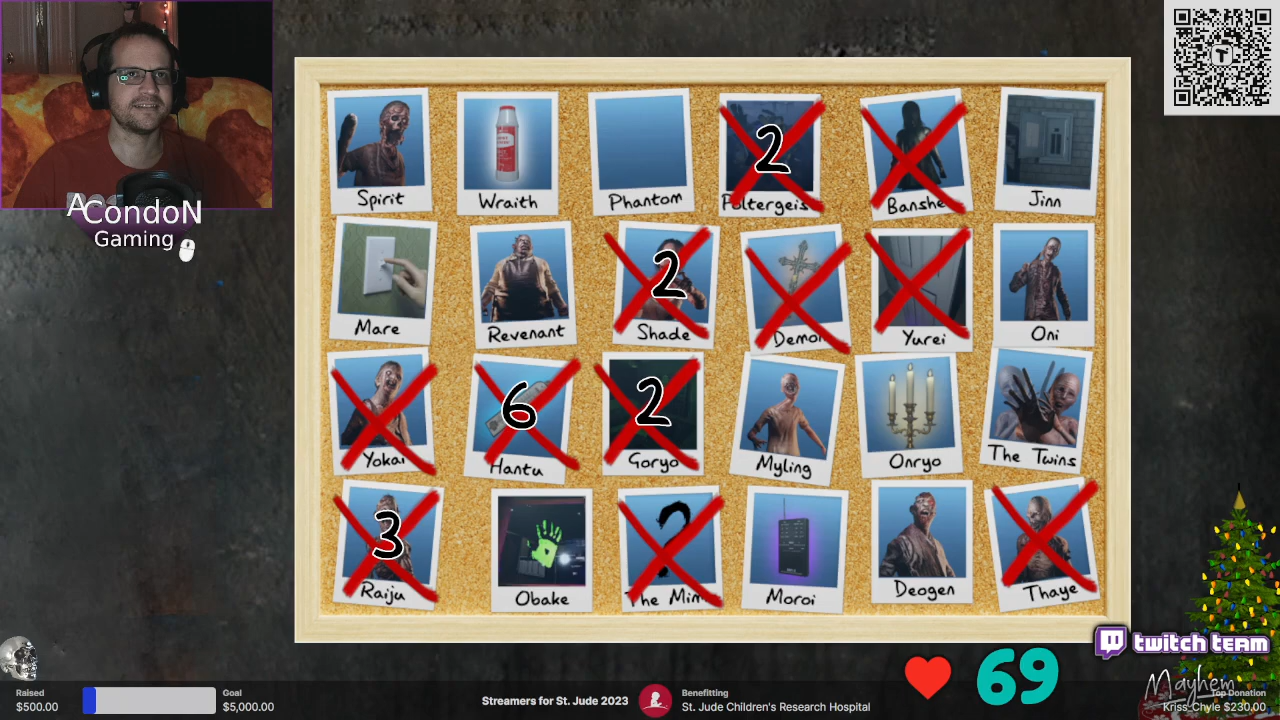 Spirit
Wraith
Phantom
2
Poltergeis
Banshe
Jinn
Mare
Revenant
2
Shade
Demo
Yurei
Oni
Yokai
6
Hantu
2
Goryo
Myling
Onryo
The Twins
3
Raiju
Obake
?
The Mim
Moroi
Deogen
Thaye
ACondoN
Gaming
T
69
twitch team
Mayhem
Raised
$500.00
Goal
$5,000.00
Streamers for St. Jude 2023
Benefitting
St. Jude Children's Research Hospital
Top Donation
Kriss_Chyle $230.00